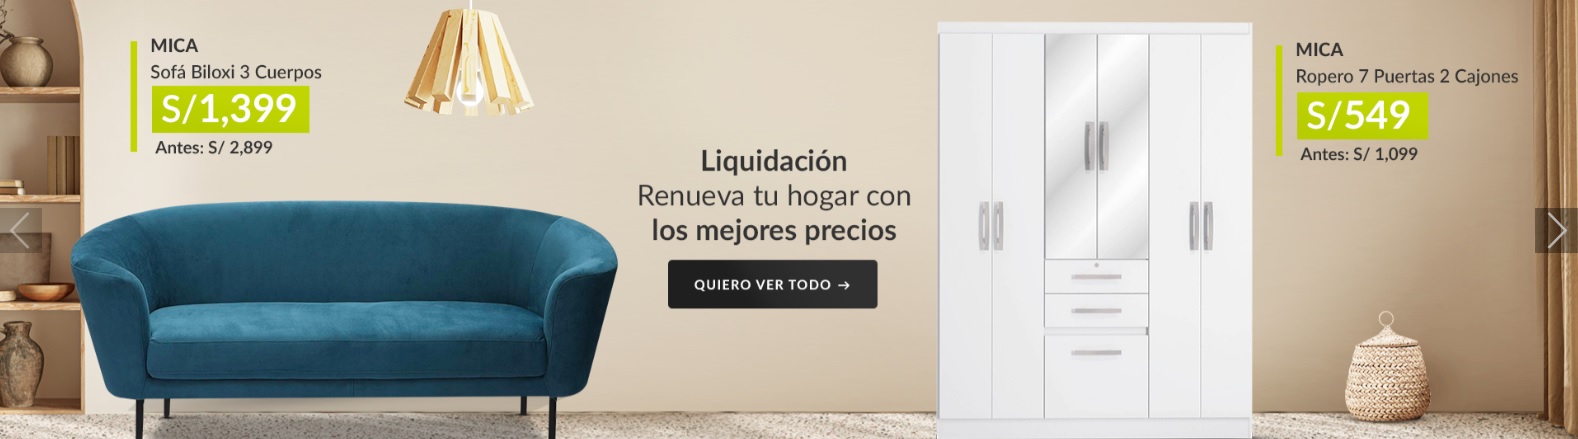 MICA
Sofá Biloxi 3 Cuerpos
S/1,399
Antes: S/ 2,899
Liquidación
Renueva tu hogar con
los mejores precios
QUIERO VER TODO →
MICA
Ropero 7 Puertas 2 Cajones
S/549
Antes: S/ 1,099